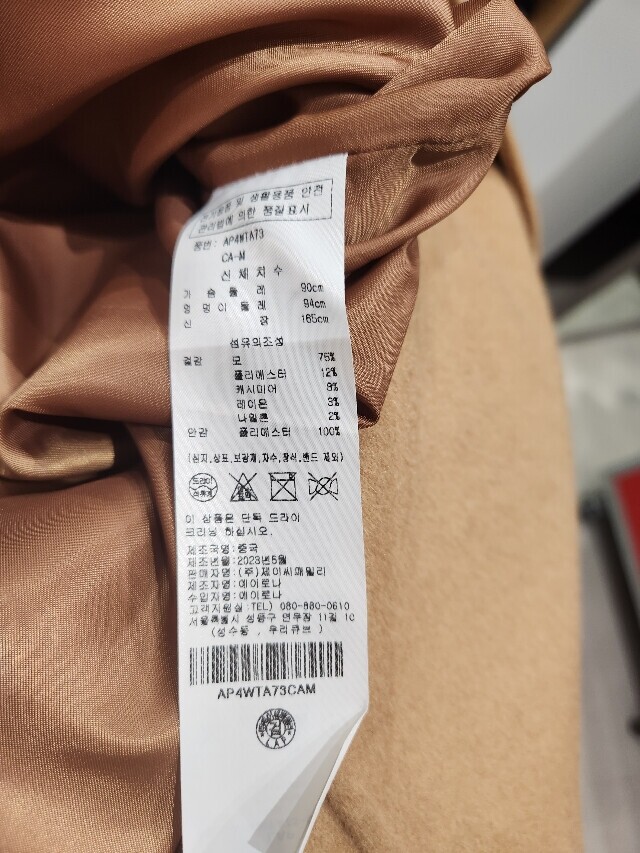 전기용품 및 생활용품 안전
관리법에 의한 품질표시
품번: AP4WTA73
CA-M
신체치수
가슴둘레 90cm
엉덩이둘레 94cm
신장 165cm
섬유의조성
겉감 모 75%
폴리에스터 12%
캐시미어 8%
레이온 3%
나일론 2%
안감 폴리에스터 100%
(심지,상표,보강재,자수,장식,밴드 제외)
드라이
이 상품은 단독 드라이
크리닝 하십시오.
제조국명:중국
제조년월:2023년5월
판매자명:(주)제이씨패밀리
제조자명:에이로나
수입자명:에이로나
고객지원실:TEL) 080-880-0610
서울특별시 성동구 연무장 11길 10
(성수동 , 우리큐브)
AP4WTA73CAM